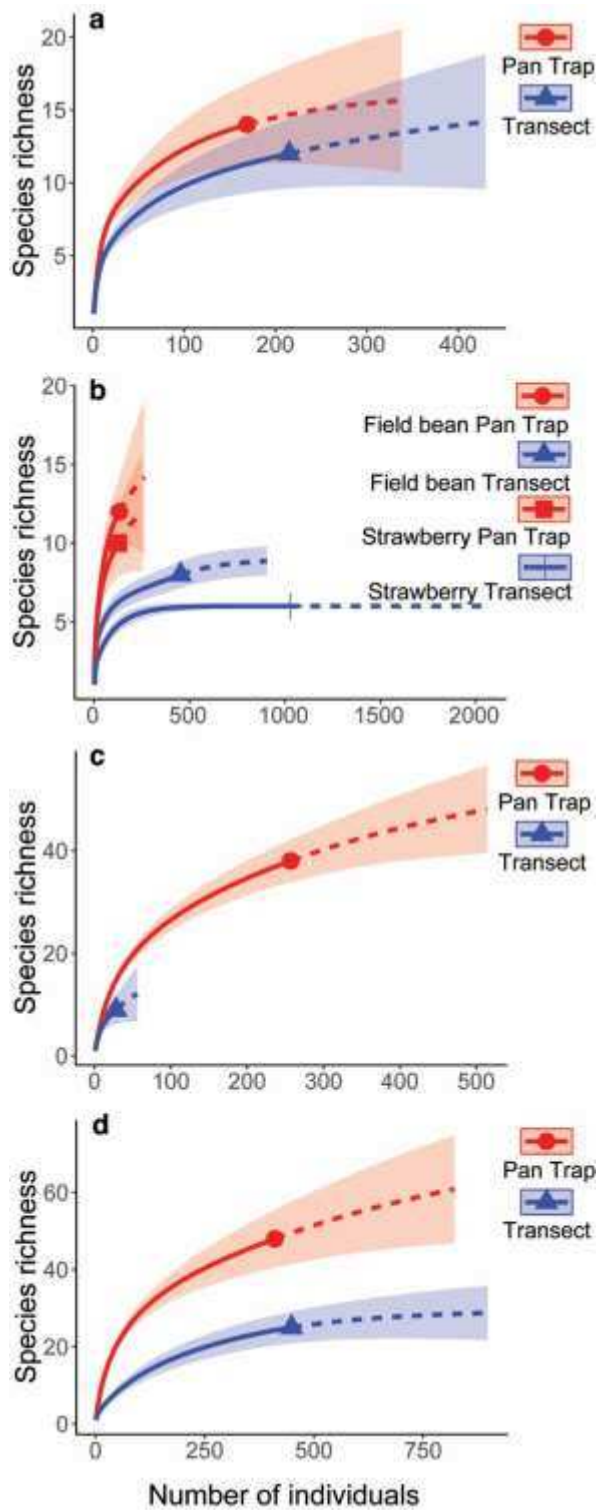 a
20
15
10
5
0
100
200
300
400
Species richness
Pan Trap
Transect
b
20
15
10
5
0
500
1000
1500
2000
Species richness
Field bean Pan Trap
Field bean Transect
Strawberry Pan Trap
Strawberry Transect
c
40
20
0
0
100
200
300
400
500
Species richness
Pan Trap
Transect
d
60
40
20
0
0
250
500
750
Species richness
Pan Trap
Transect
Number of individuals